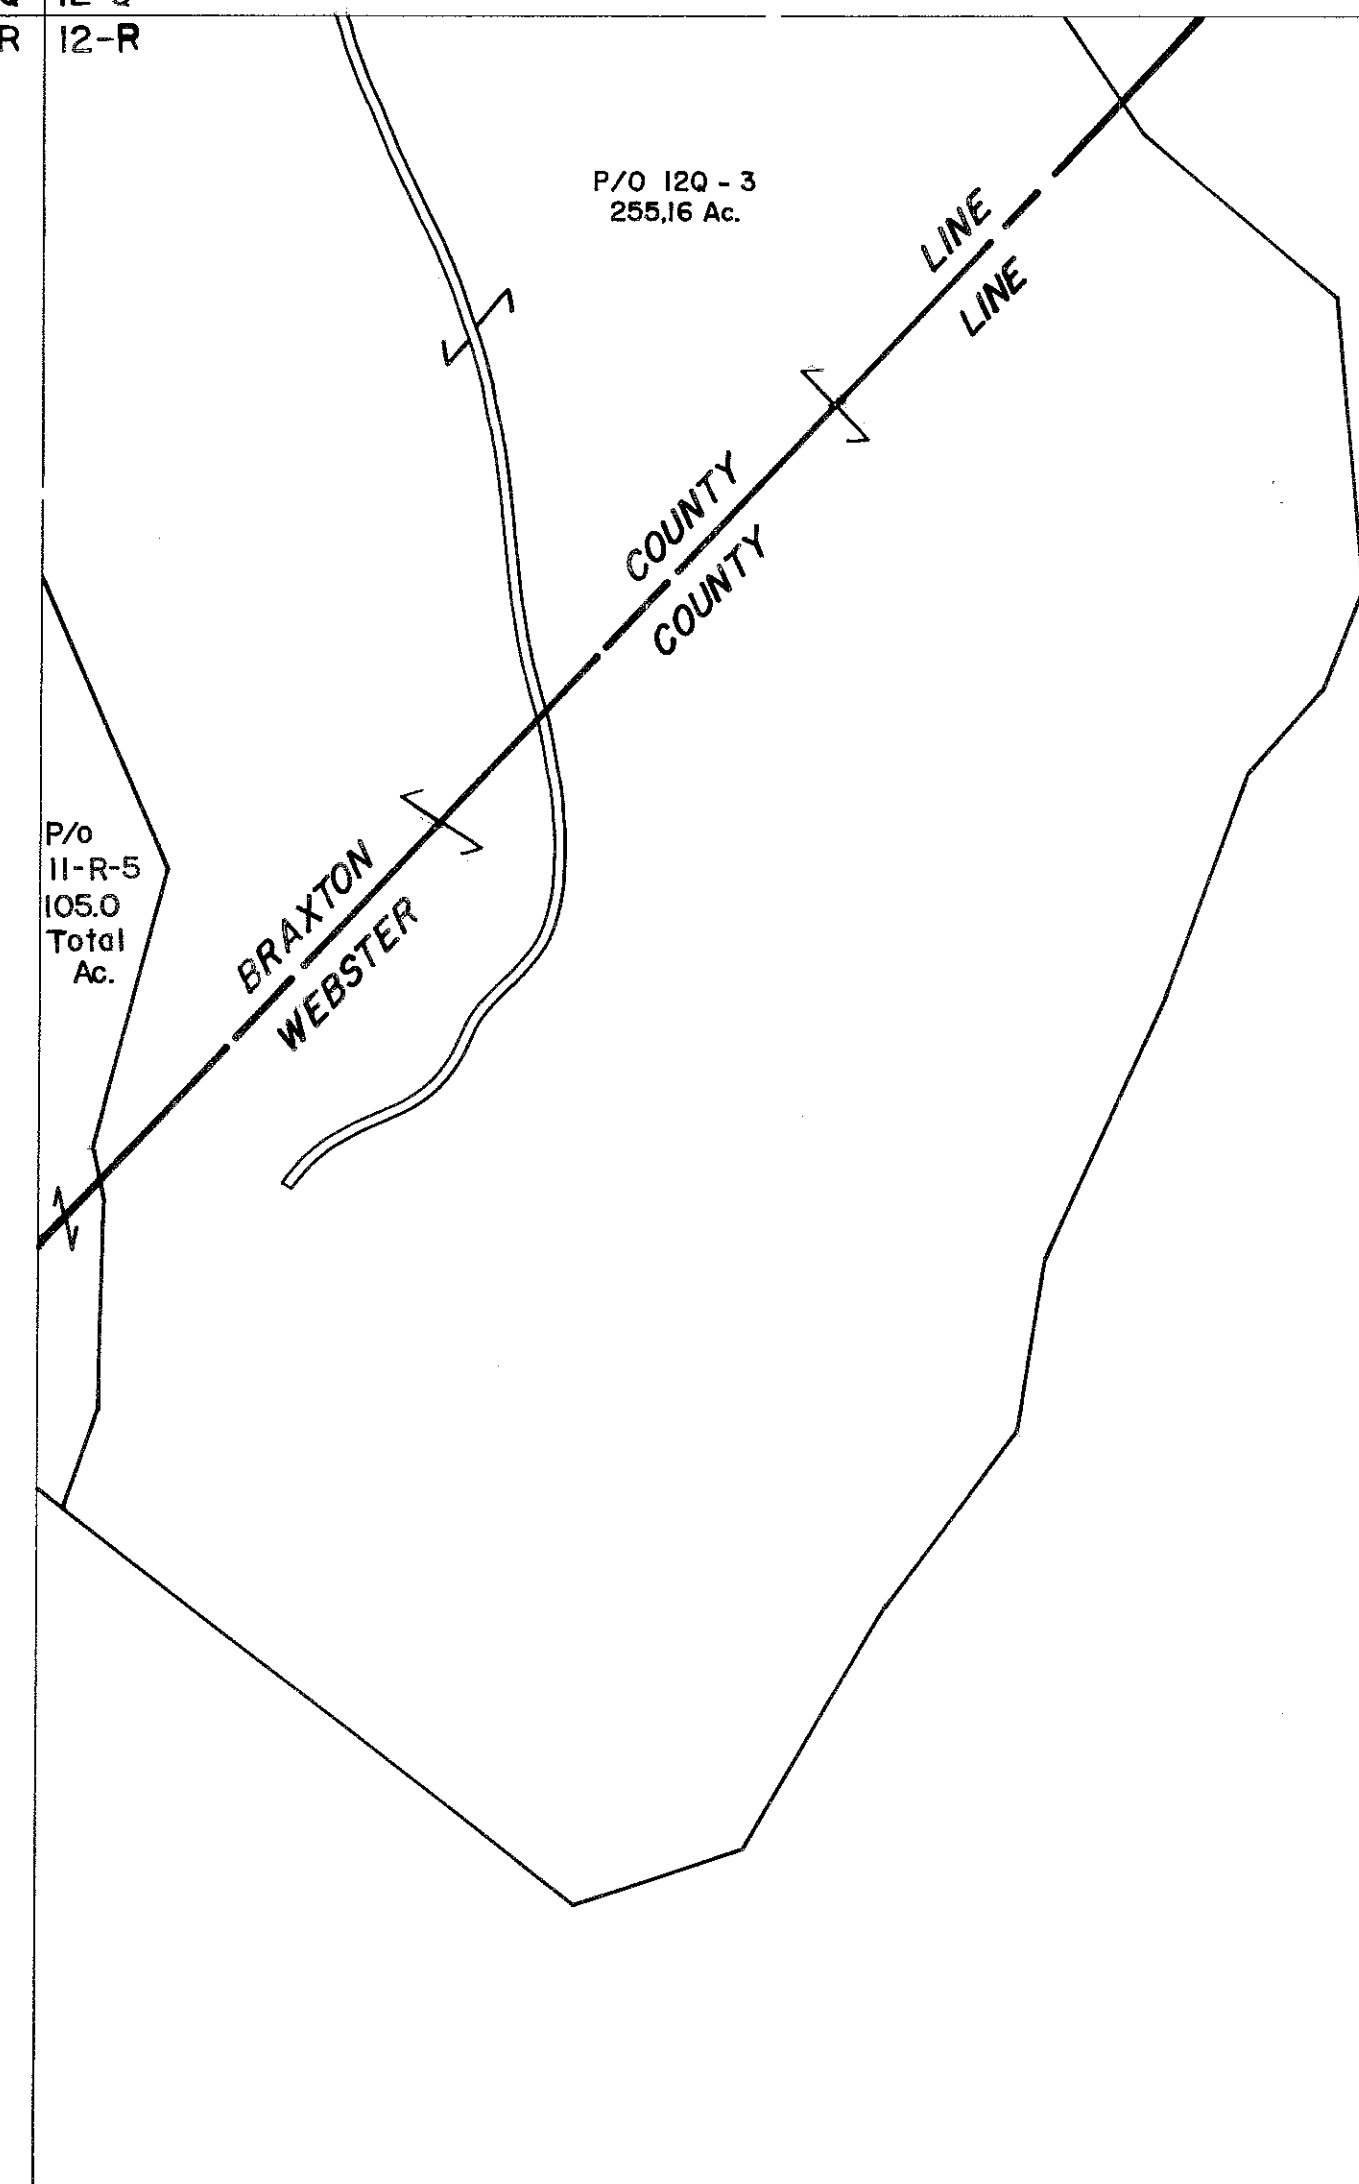 12-Q
R 12-R
P/O 12Q - 3
255.16 Ac.
BRAXTON COUNTY LINE
WEBSTER COUNTY LINE
P/o
11-R-5
105.0
Total
Ac.